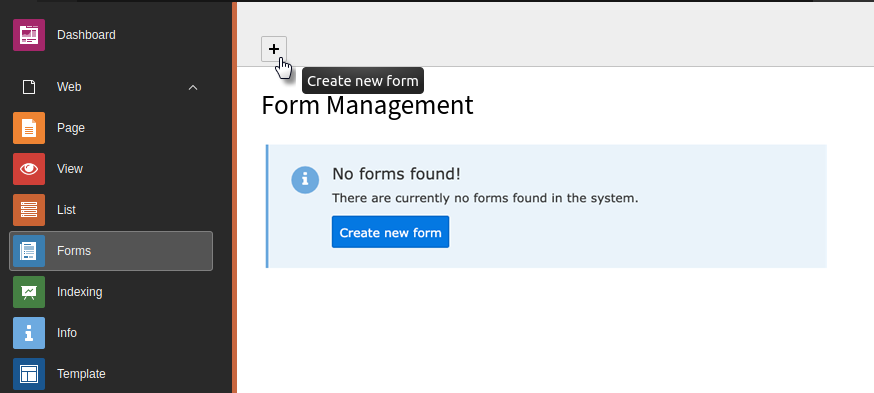 Dashboard
Web
Page
View
List
Forms
Indexing
Info
Template
Create new form
Form Management
No forms found!
There are currently no forms found in the system.
Create new form